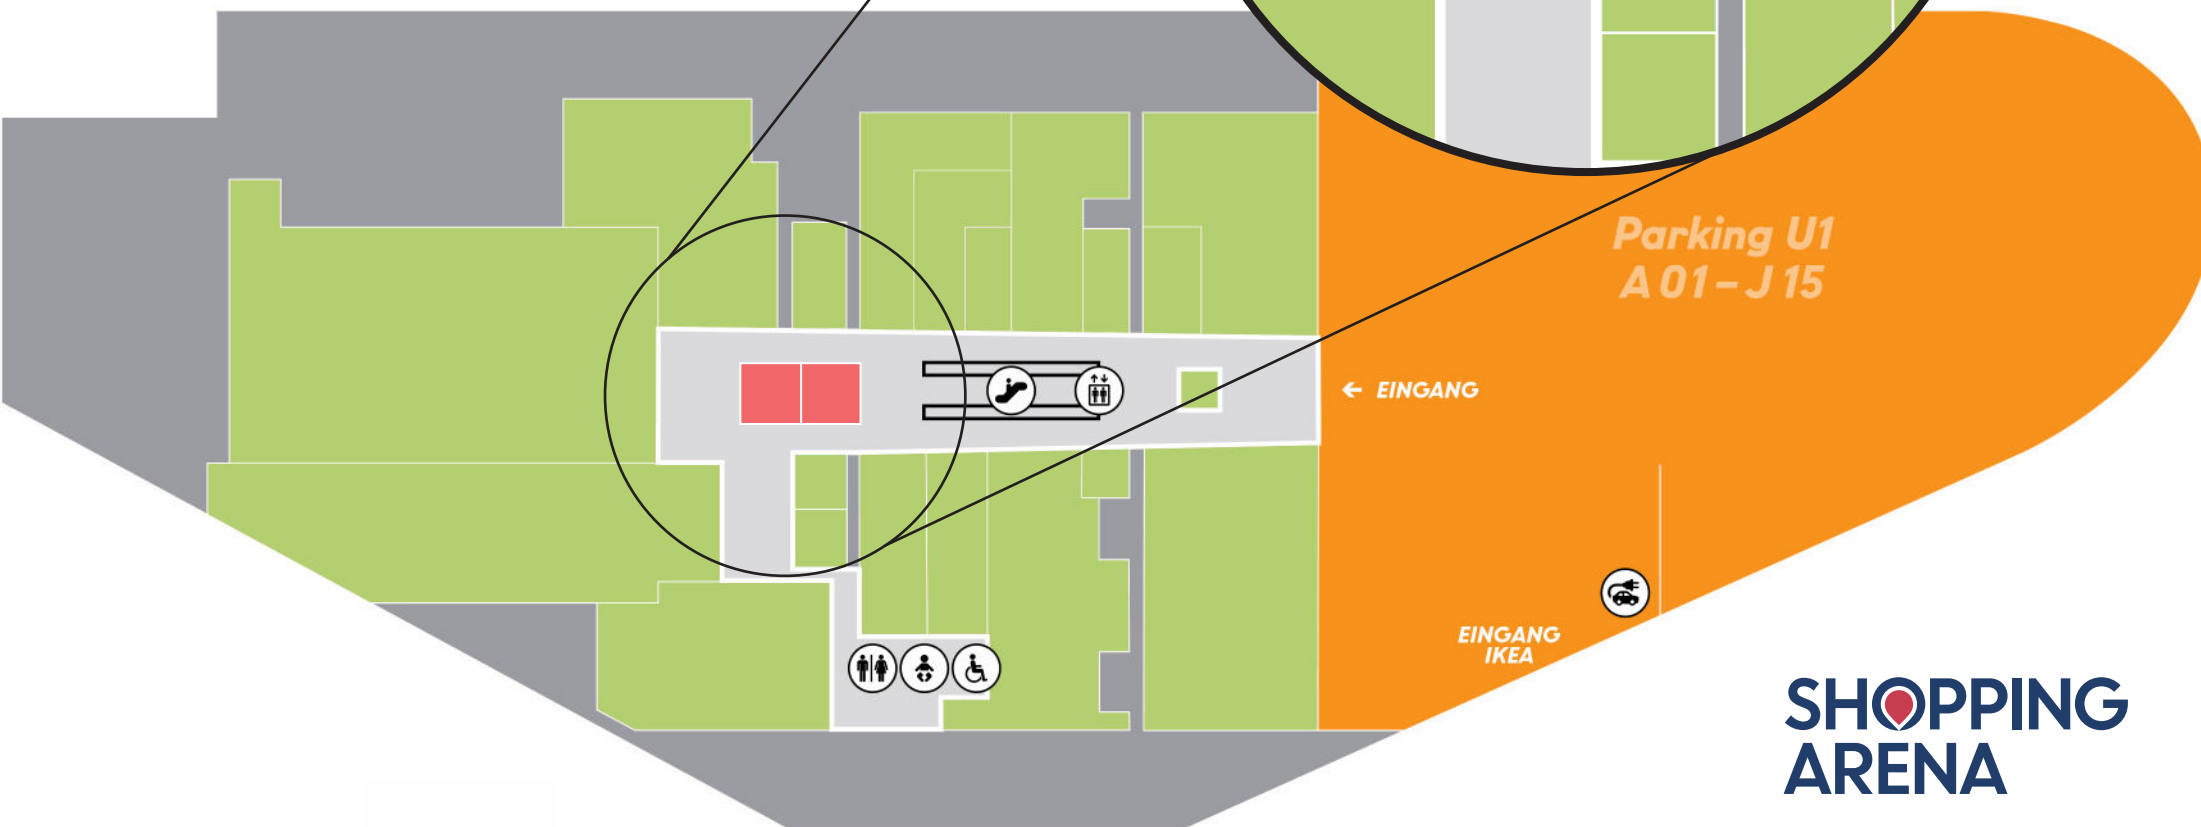 Parking U1
A 01 – J 15
← EINGANG
EINGANG
IKEA
SHOPPING
ARENA